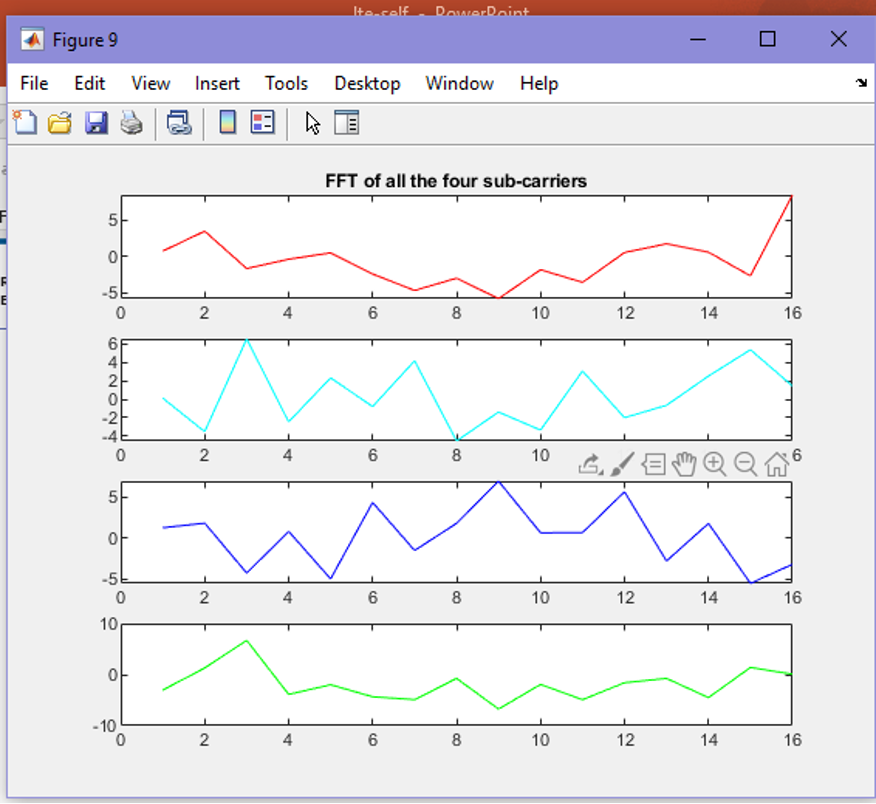 lte-self - PowerPoint
Figure 9
File Edit View Insert Tools Desktop Window Help
F
R
E
FFT of all the four sub-carriers
5
0
-5
0 2 4 6 8 10 12 14 16
6
4
2
0
-2
-4
0 2 4 6 8 10 6
5
0
-5
0 2 4 6 8 10 12 14 16
10
0
-10
0 2 4 6 8 10 12 14 16